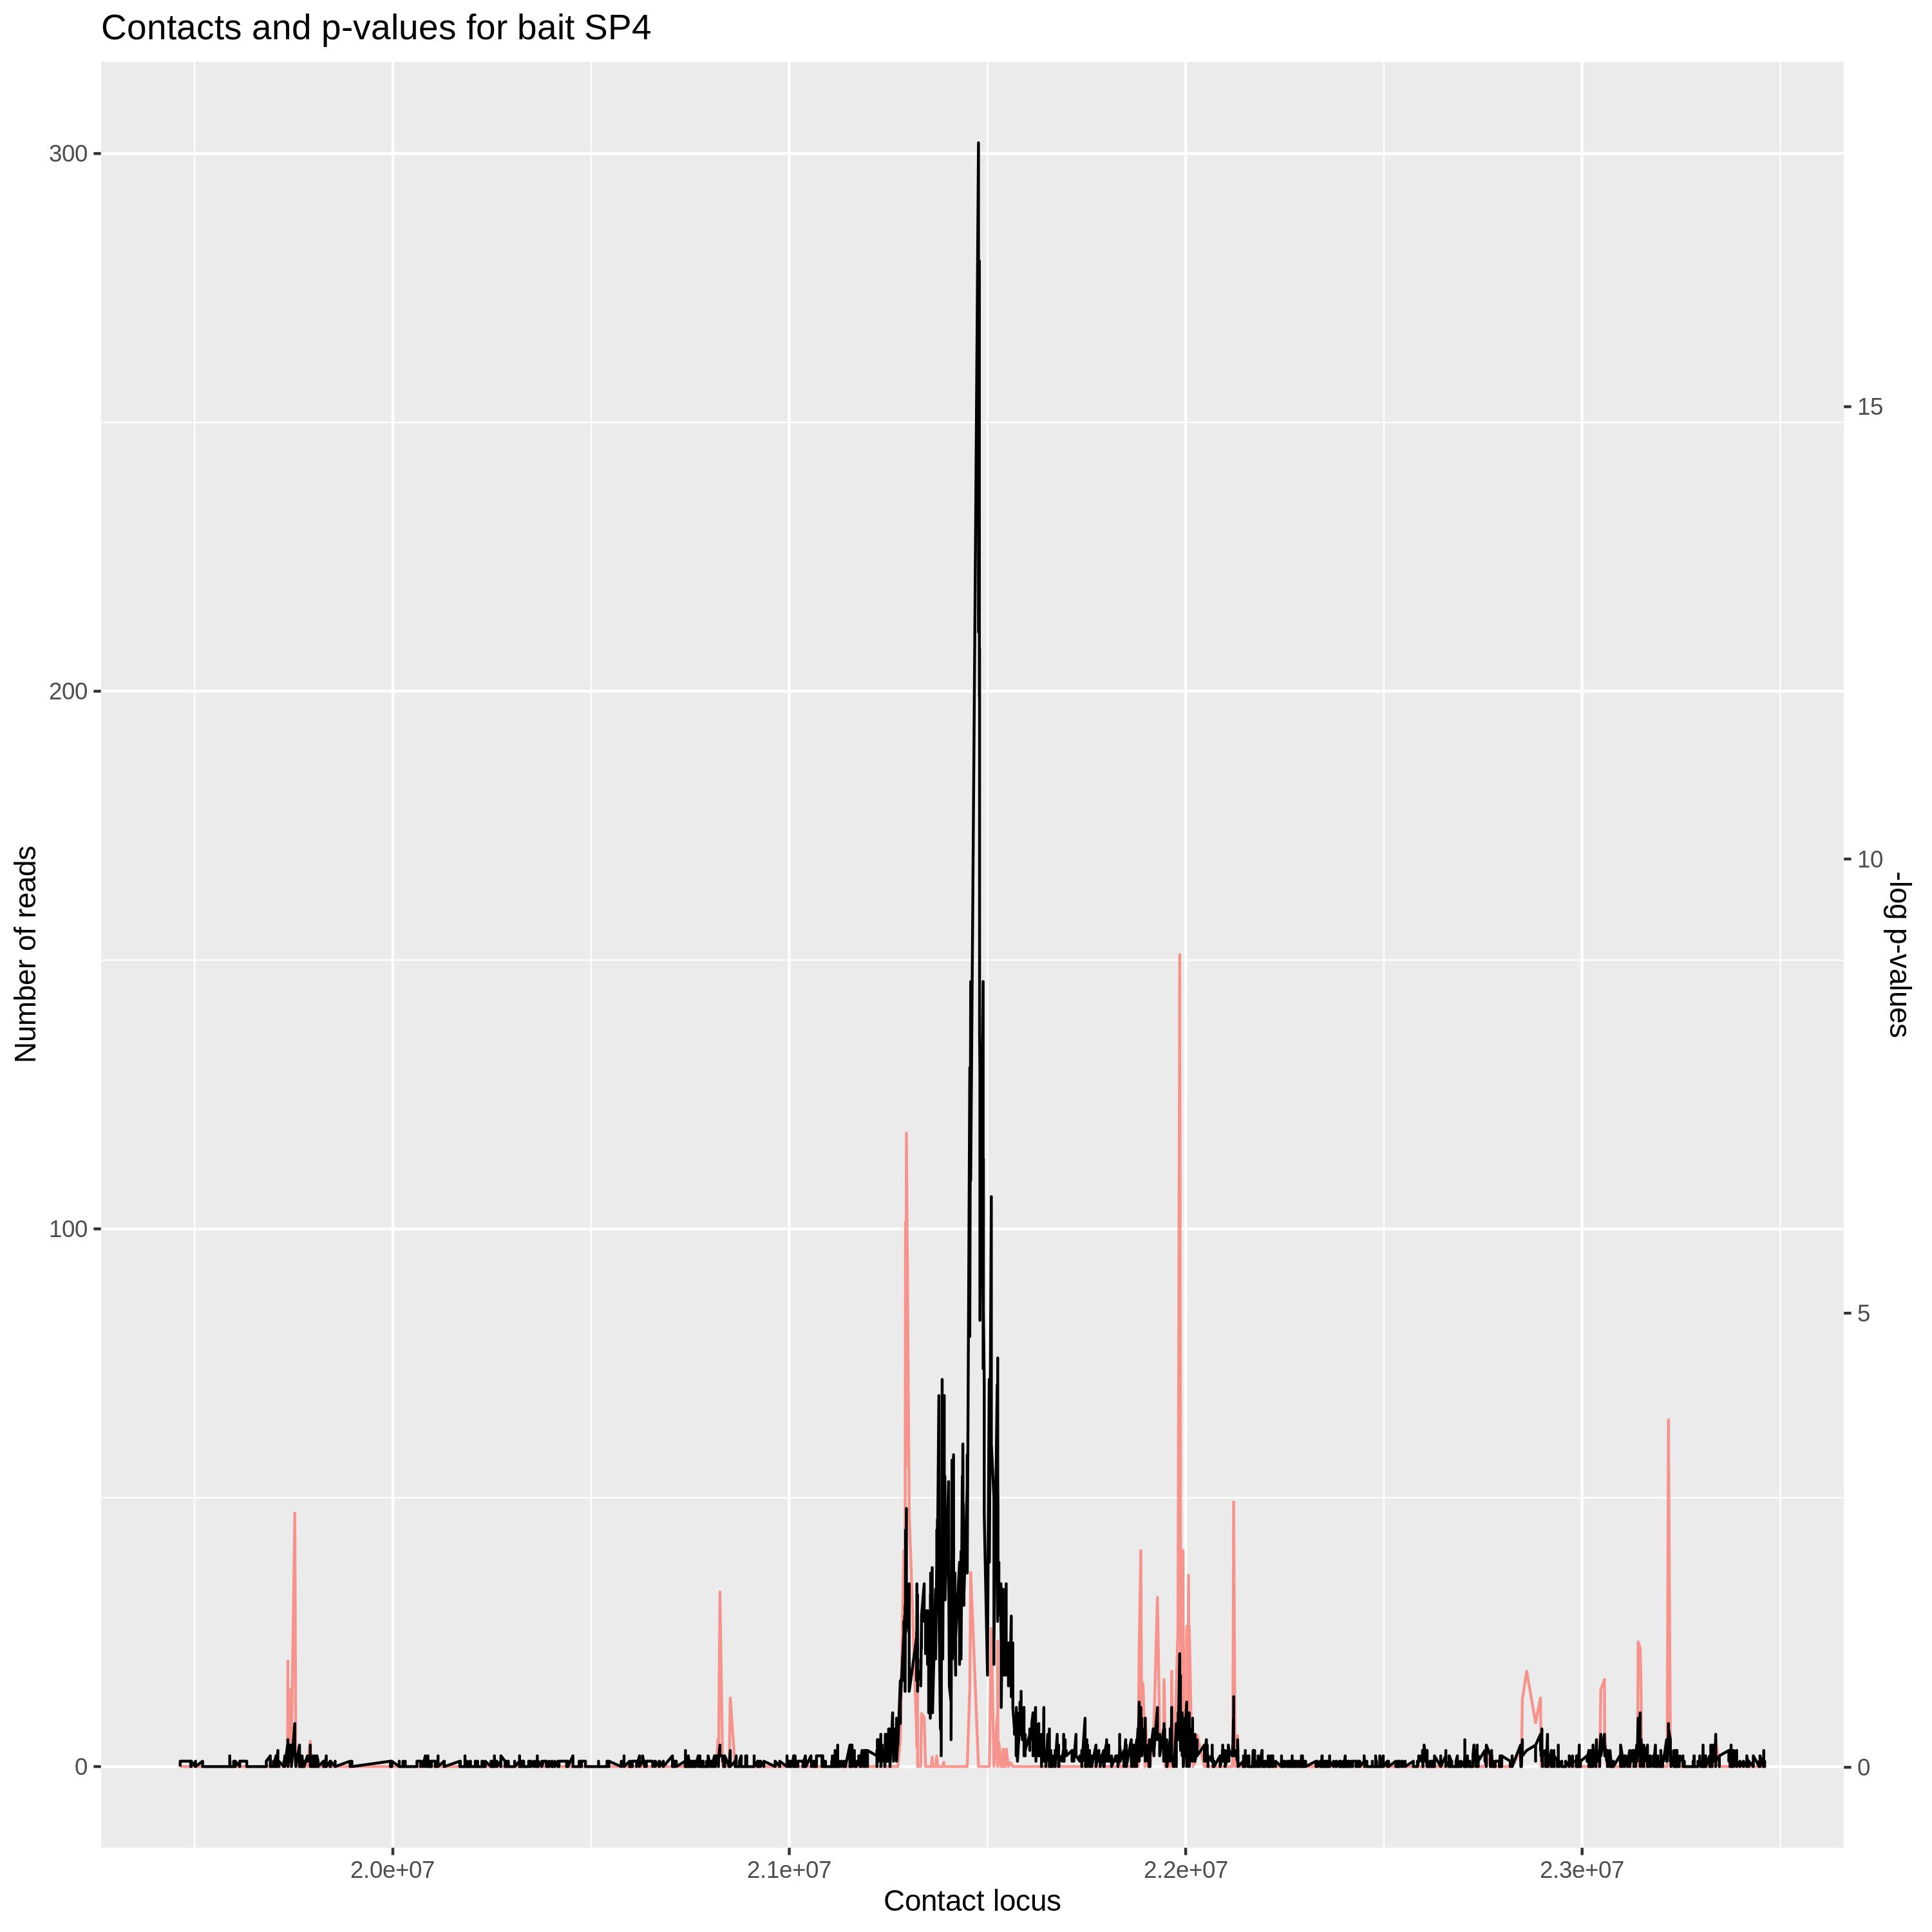 Contacts and p-values for bait SP4
300
200
100
0
Number of reads
15
10
5
0
-log p-values
2.0e+07 2.1e+07 2.2e+07 2.3e+07
Contact locus